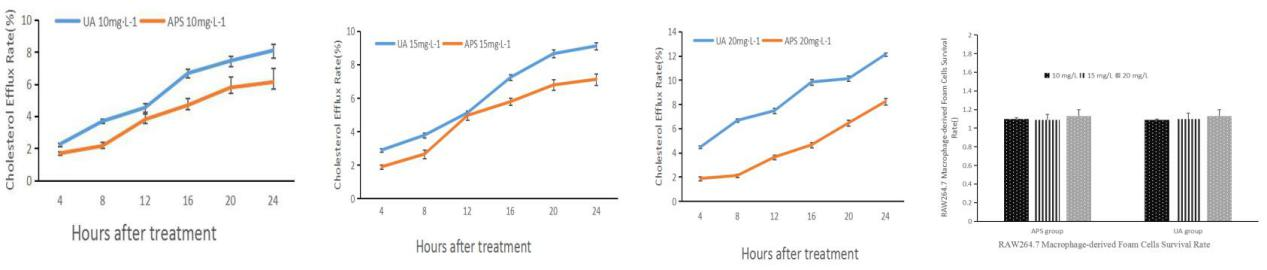 UA 10mg·L-1 APS 10mg·L-1
Cholesterol Efflux Rate(%)
10
8
6
4
2
0
4 8 12 16 20 24
Hours after treatment
UA 15mg·L-1 APS 15mg·L-1
Cholesterol Efflux Rate(%)
10
8
6
4
2
0
4 8 12 16 20 24
Hours after treatment
UA 20mg·L-1 APS 20mg·L-1
Cholesterol Efflux Rate(%)
14
12
10
8
6
4
2
0
4 8 12 16 20 24
Hours after treatment
RAW264.7 Macrophage-derived Foam Cells Survival
Rate()
2
1.8
1.6
1.4
1.2
1
0.8
0.6
0.4
0.2
0
10 mg/L 15 mg/L 20 mg/L
APS group UA group
RAW264.7 Macrophage-derived Foam Cells Survival Rate